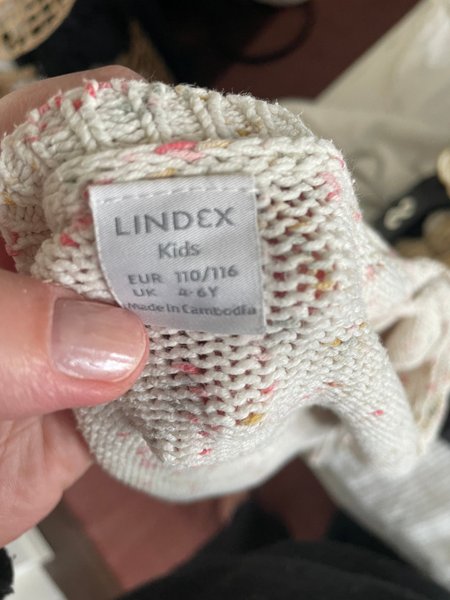 LINDEX
Kids
EUR 110/116
UK 4-6Y
Made in Cambodia